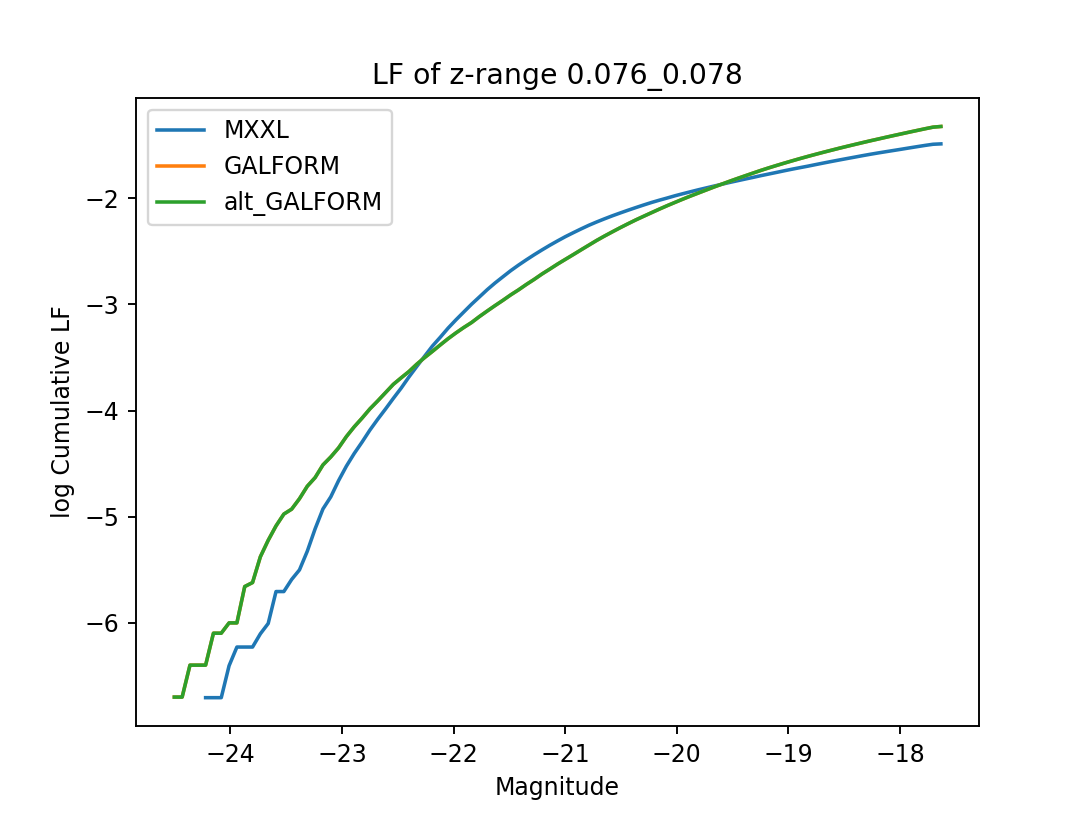 LF of z-range 0.076_0.078
MXXL
GALFORM
alt_GALFORM
log Cumulative LF
−2
−3
−4
−5
−6
−24 −23 −22 −21 −20 −19 −18
Magnitude